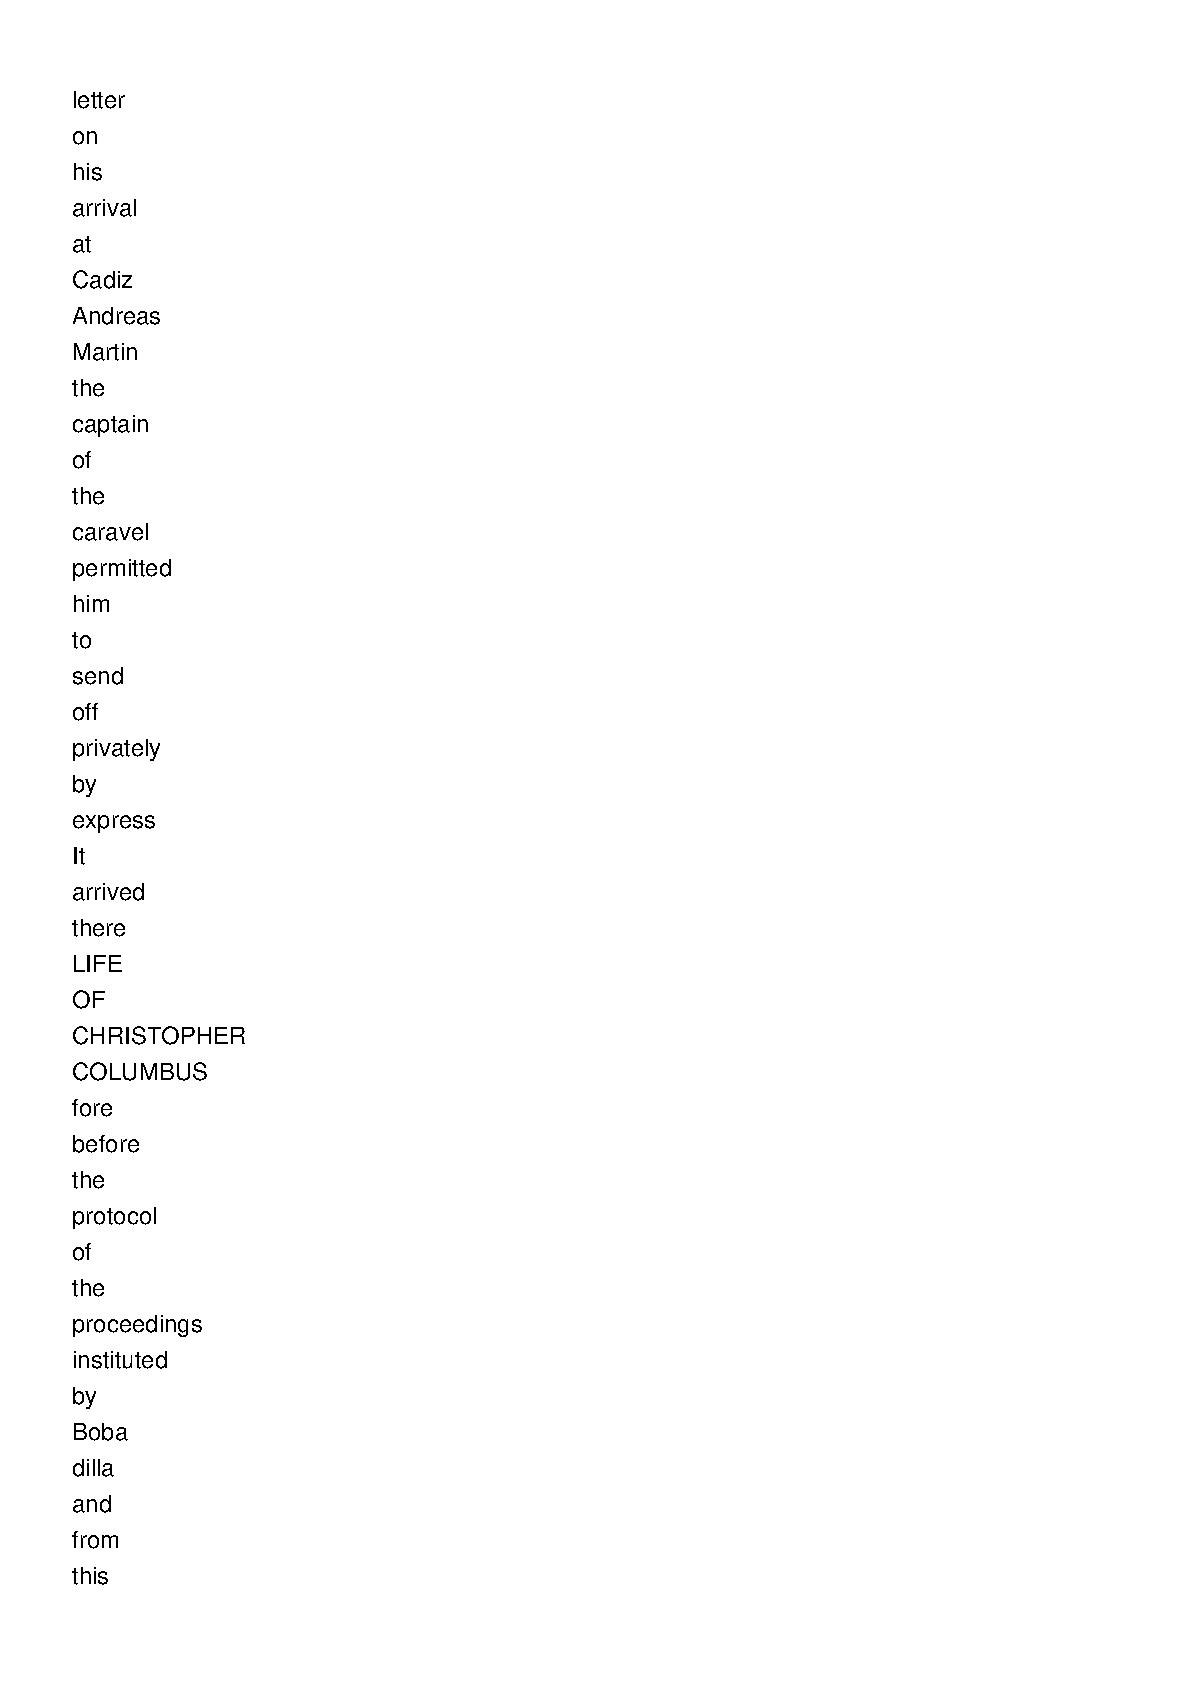 letter
on
his
arrival
at
Cadiz
Andreas
Martin
the
captain
of
the
caravel
permitted
him
to
send
off
privately
by
express
It
arrived
there
LIFE
OF
CHRISTOPHER
COLUMBUS
fore
before
the
protocol
of
the
proceedings
instituted
by
Boba
dilla
and
from
this